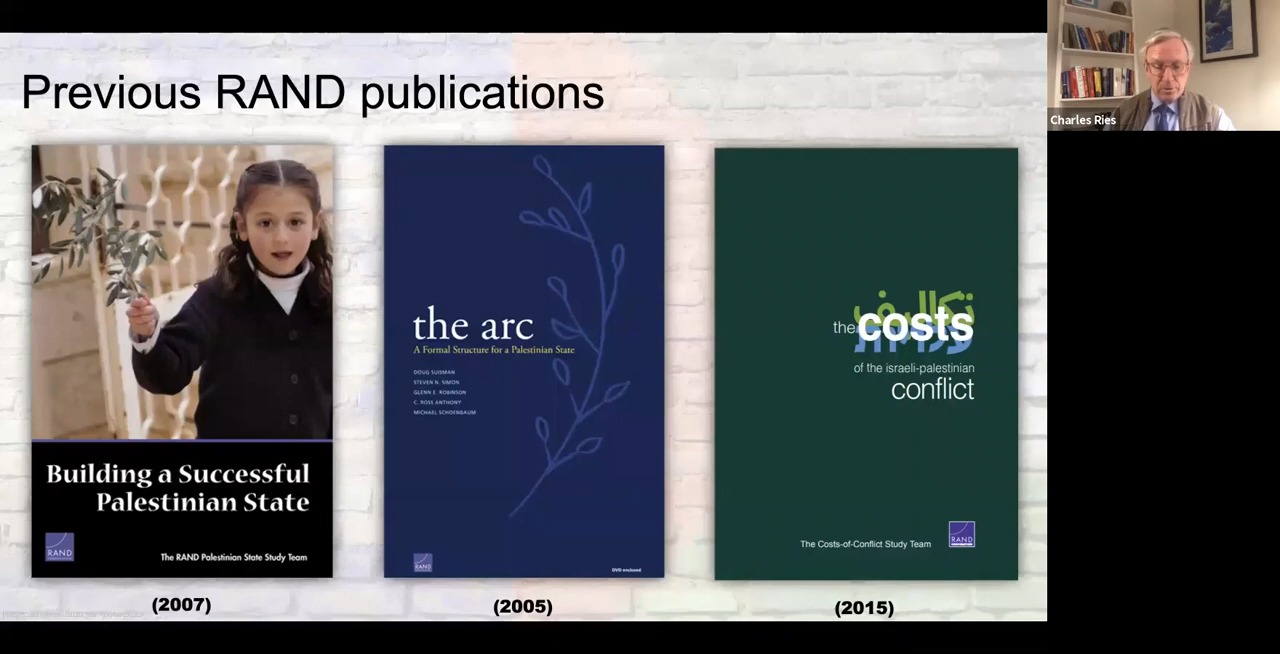 Previous RAND publications
Charles Ries
Building a Successful
Palestinian State
RAND
The RAND Palestinian State Study Team
(2007)
the arc
A Formal Structure for a Palestinian State
DOUG SUISMAN
STEVEN N. SIMON
GLENN E. ROBINSON
C. ROSS ANTHONY
MICHAEL SCHOENBAUM
RAND
DVD enclosed
(2005)
تكاليف
the costs
of the israeli-palestinian
conflict
The Costs-of-Conflict Study Team
RAND
CORPORATION
(2015)